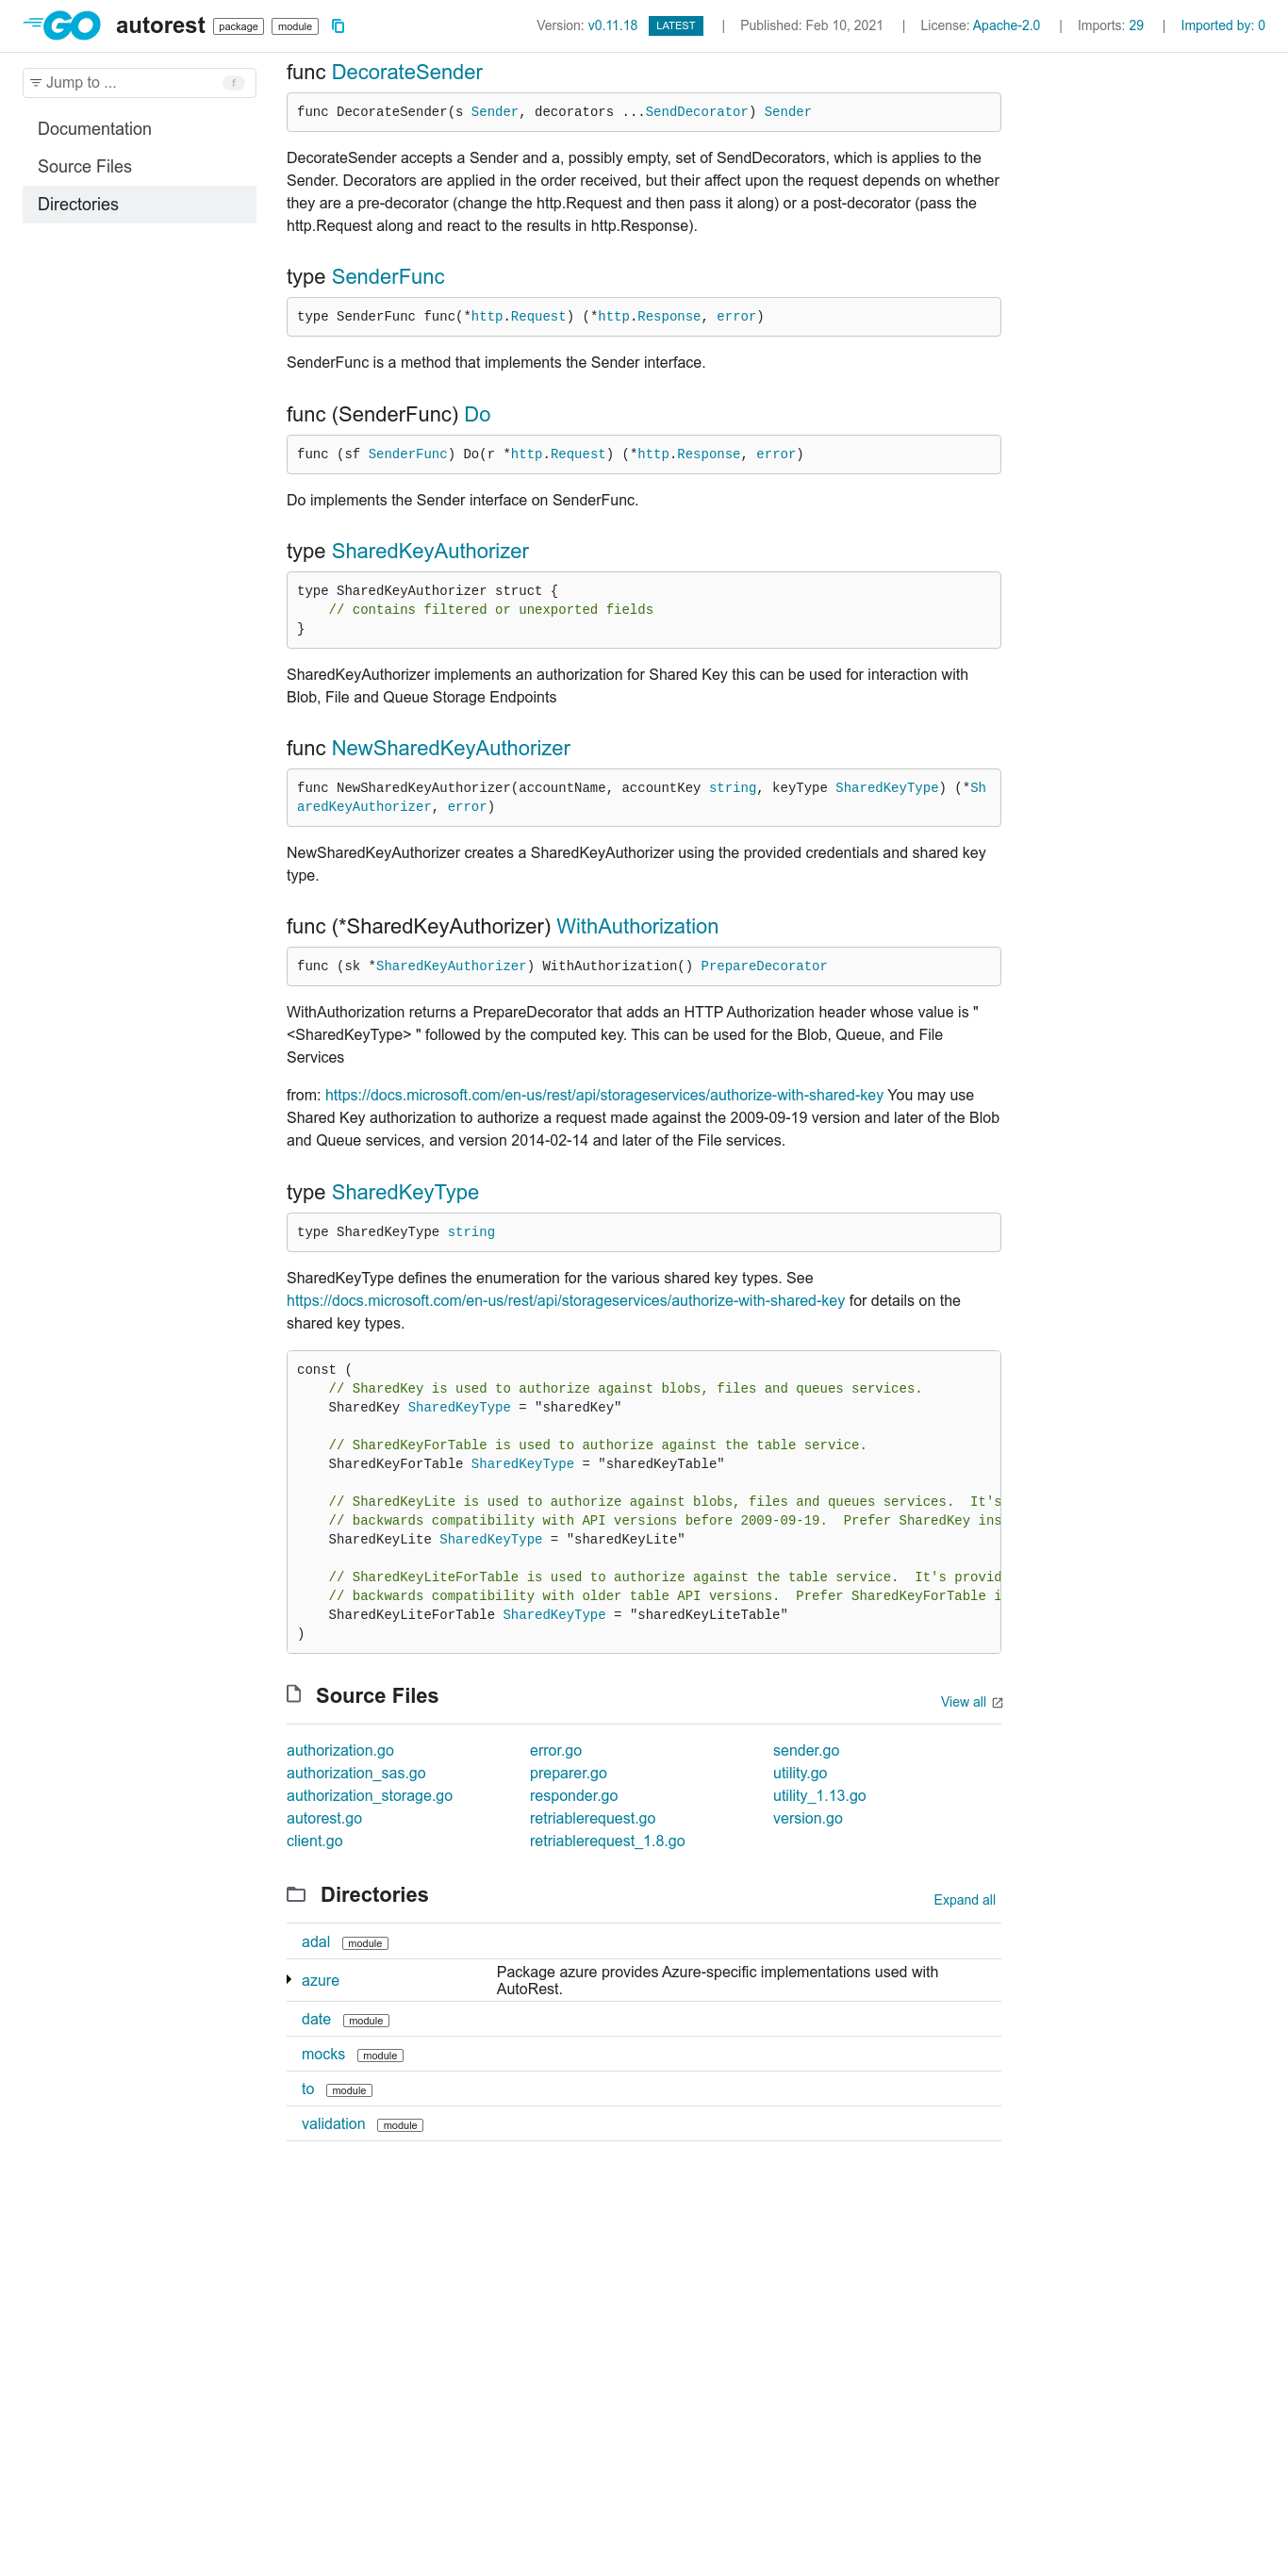 GO autorest package module Version: v0.11.18 LATEST | Published: Feb 10, 2021 | License: Apache-2.0 | Imports: 29 | Imported by: 0
Jump to ... f
Documentation
Source Files
Directories
func DecorateSender
func DecorateSender(s Sender, decorators ...SendDecorator) Sender
DecorateSender accepts a Sender and a, possibly empty, set of SendDecorators, which is applies to the
Sender. Decorators are applied in the order received, but their affect upon the request depends on whether
they are a pre-decorator (change the http.Request and then pass it along) or a post-decorator (pass the
http.Request along and react to the results in http.Response).
type SenderFunc
type SenderFunc func(*http.Request) (*http.Response, error)
SenderFunc is a method that implements the Sender interface.
func (SenderFunc) Do
func (sf SenderFunc) Do(r *http.Request) (*http.Response, error)
Do implements the Sender interface on SenderFunc.
type SharedKeyAuthorizer
type SharedKeyAuthorizer struct {
    // contains filtered or unexported fields
}
SharedKeyAuthorizer implements an authorization for Shared Key this can be used for interaction with
Blob, File and Queue Storage Endpoints
func NewSharedKeyAuthorizer
func NewSharedKeyAuthorizer(accountName, accountKey string, keyType SharedKeyType) (*Sh
aredKeyAuthorizer, error)
NewSharedKeyAuthorizer creates a SharedKeyAuthorizer using the provided credentials and shared key
type.
func (*SharedKeyAuthorizer) WithAuthorization
func (sk *SharedKeyAuthorizer) WithAuthorization() PrepareDecorator
WithAuthorization returns a PrepareDecorator that adds an HTTP Authorization header whose value is "
<SharedKeyType> " followed by the computed key. This can be used for the Blob, Queue, and File
Services
from: https://docs.microsoft.com/en-us/rest/api/storageservices/authorize-with-shared-key You may use
Shared Key authorization to authorize a request made against the 2009-09-19 version and later of the Blob
and Queue services, and version 2014-02-14 and later of the File services.
type SharedKeyType
type SharedKeyType string
SharedKeyType defines the enumeration for the various shared key types. See
https://docs.microsoft.com/en-us/rest/api/storageservices/authorize-with-shared-key for details on the
shared key types.
const (
    // SharedKey is used to authorize against blobs, files and queues services.
    SharedKey SharedKeyType = "sharedKey"
    // SharedKeyForTable is used to authorize against the table service.
    SharedKeyForTable SharedKeyType = "sharedKeyTable"
    // SharedKeyLite is used to authorize against blobs, files and queues services.  It's
    // backwards compatibility with API versions before 2009-09-19.  Prefer SharedKey ins
    SharedKeyLite SharedKeyType = "sharedKeyLite"
    // SharedKeyLiteForTable is used to authorize against the table service.  It's provid
    // backwards compatibility with older table API versions.  Prefer SharedKeyForTable i
    SharedKeyLiteForTable SharedKeyType = "sharedKeyLiteTable"
)
Source Files View all
authorization.go error.go sender.go
authorization_sas.go preparer.go utility.go
authorization_storage.go responder.go utility_1.13.go
autorest.go retriablerequest.go version.go
client.go retriablerequest_1.8.go
Directories Expand all
adal module
azure Package azure provides Azure-specific implementations used with
AutoRest.
date module
mocks module
to module
validation module